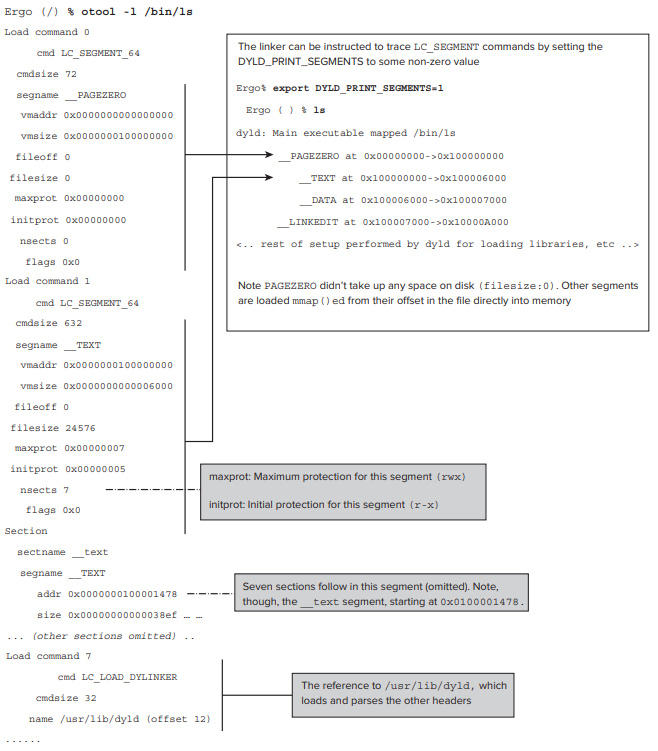 Ergo (/) % otool -l /bin/ls
Load command 0
cmd LC_SEGMENT_64
cmdsize 72
segname __PAGEZERO
vmaddr 0x0000000000000000
vmsize 0x0000000100000000
fileoff 0
filesize 0
maxprot 0x00000000
initprot 0x00000000
nsects 0
flags 0x0
Load command 1
cmd LC_SEGMENT_64
cmdsize 632
segname __TEXT
vmaddr 0x0000000100000000
vmsize 0x0000000000006000
fileoff 0
filesize 24576
maxprot 0x00000007
initprot 0x00000005
nsects 7
flags 0x0
Section
sectname __text
segname __TEXT
addr 0x0000000100001478
size 0x00000000000038ef … …
... (other sections omitted) ..
Load command 7
cmd LC_LOAD_DYLINKER
cmdsize 32
name /usr/lib/dyld (offset 12)
......
The linker can be instructed to trace LC_SEGMENT commands by setting the
DYLD_PRINT_SEGMENTS to some non-zero value
Ergo% export DYLD_PRINT_SEGMENTS=1
Ergo ( ) % ls
dyld: Main executable mapped /bin/ls
__PAGEZERO at 0x00000000->0x100000000
__TEXT at 0x100000000->0x100006000
__DATA at 0x100006000->0x100007000
__LINKEDIT at 0x100007000->0x10000A000
<.. rest of setup performed by dyld for loading libraries, etc ..>
Note PAGEZERO didn't take up any space on disk (filesize:0). Other segments
are loaded mmap()ed from their offset in the file directly into memory
maxprot: Maximum protection for this segment (rwx)
initprot: Initial protection for this segment (r-x)
Seven sections follow in this segment (omitted). Note,
though, the __text segment, starting at 0x0100001478.
The reference to /usr/lib/dyld, which
loads and parses the other headers